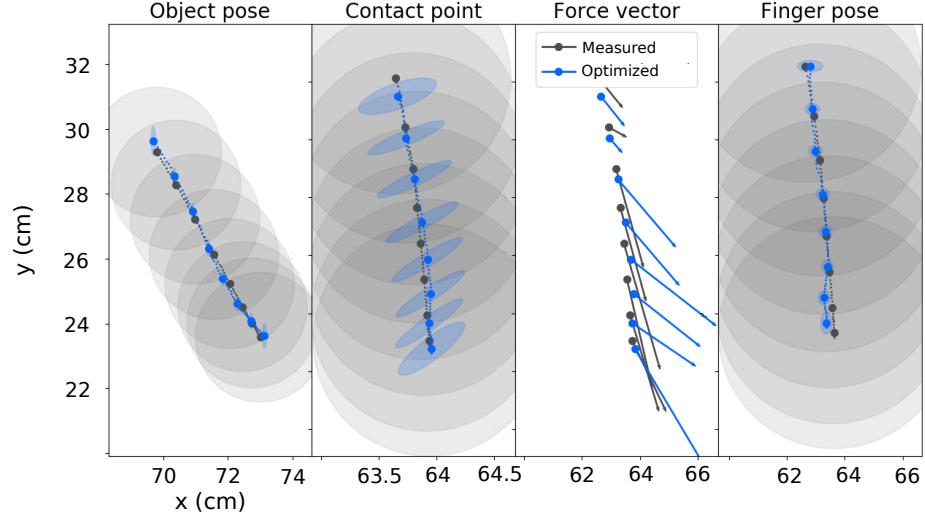 Object pose
Contact point
Force vector
Finger pose
Measured
Optimized
32
30
28
26
24
22
y (cm)
70
72
74
63.5
64
64.5
62
64
66
62
64
66
x (cm)